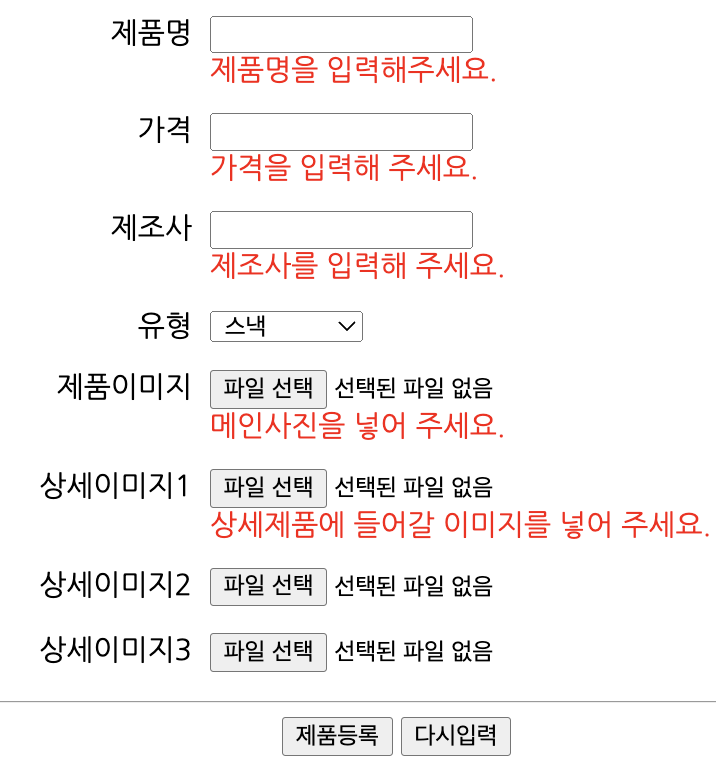 제품명
제품명을 입력해주세요.
가격
가격을 입력해 주세요.
제조사
제조사를 입력해 주세요.
유형 스낵
제품이미지 파일 선택 선택된 파일 없음
메인사진을 넣어 주세요.
상세이미지1 파일 선택 선택된 파일 없음
상세제품에 들어갈 이미지를 넣어 주세요.
상세이미지2 파일 선택 선택된 파일 없음
상세이미지3 파일 선택 선택된 파일 없음
제품등록 다시입력